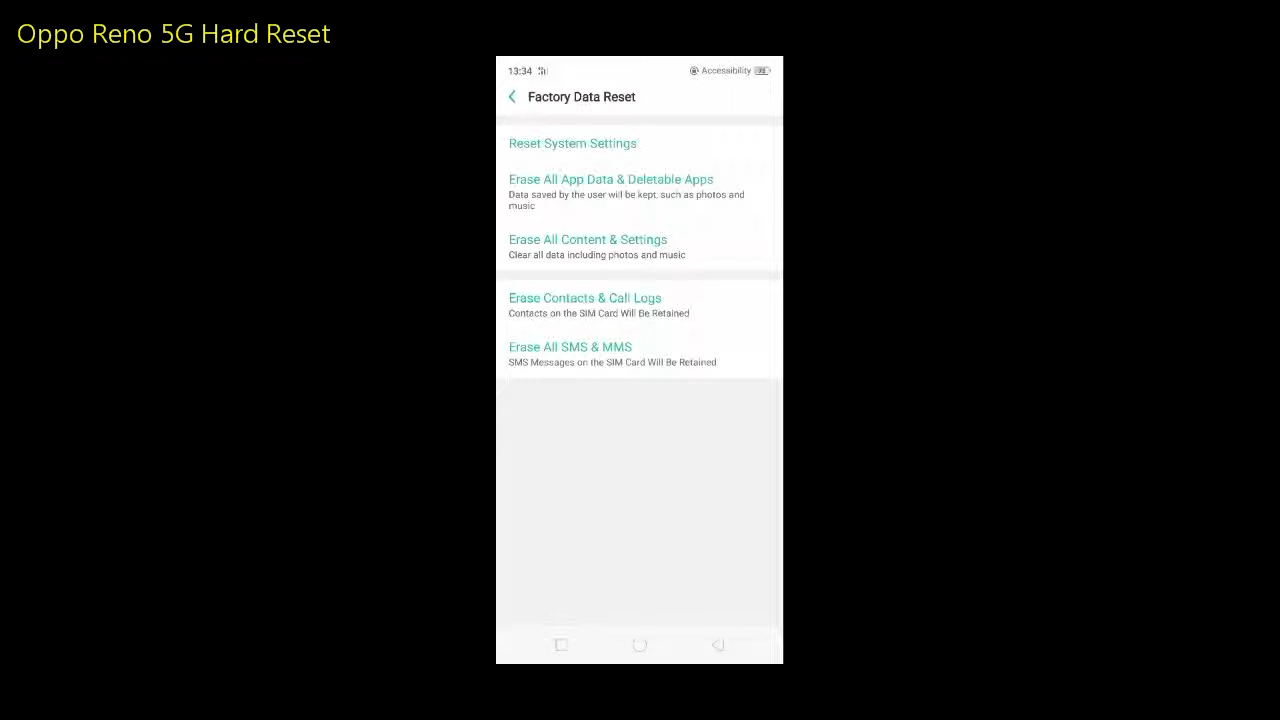 Oppo Reno 5G Hard Reset
13:34
Accessibility
Factory Data Reset
Reset System Settings
Erase All App Data & Deletable Apps
Data saved by the user will be kept, such as photos and
music
Erase All Content & Settings
Clear all data including photos and music
Erase Contacts & Call Logs
Contacts on the SIM Card Will Be Retained
Erase All SMS & MMS
SMS Messages on the SIM Card Will Be Retained